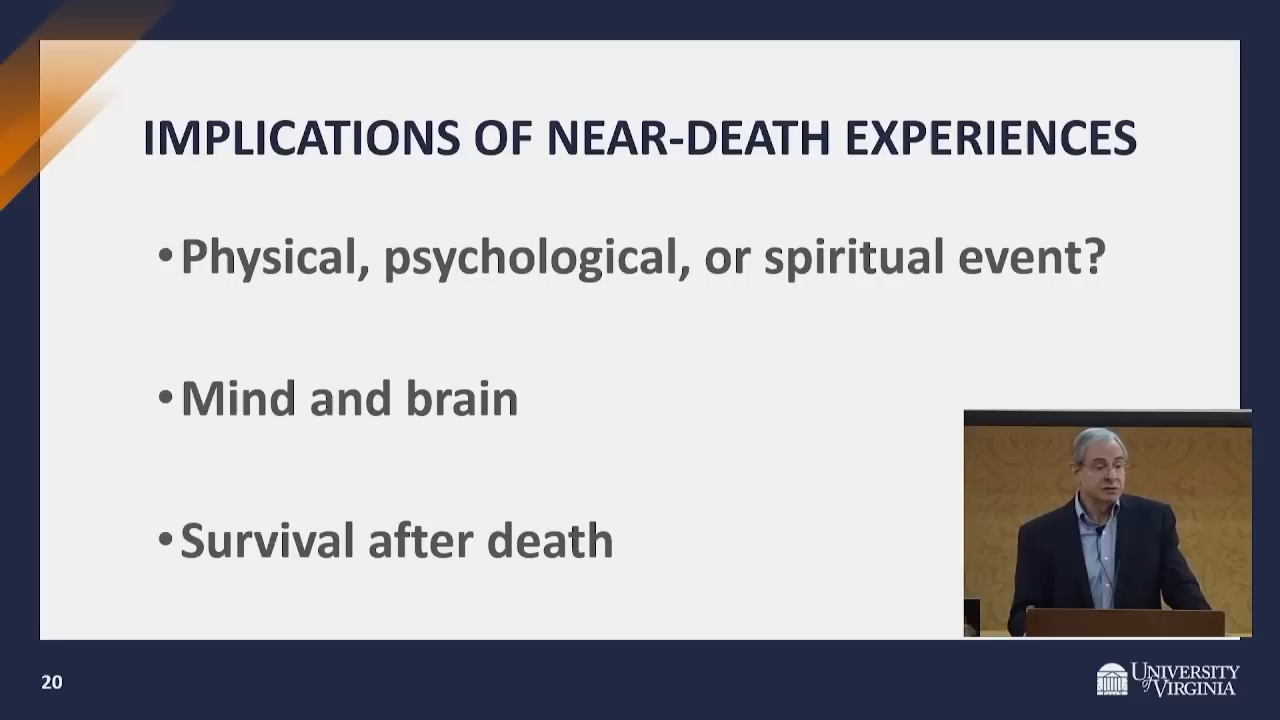 IMPLICATIONS OF NEAR-DEATH EXPERIENCES
•Physical, psychological, or spiritual event?
•Mind and brain
•Survival after death
20
UNIVERSITY
of VIRGINIA